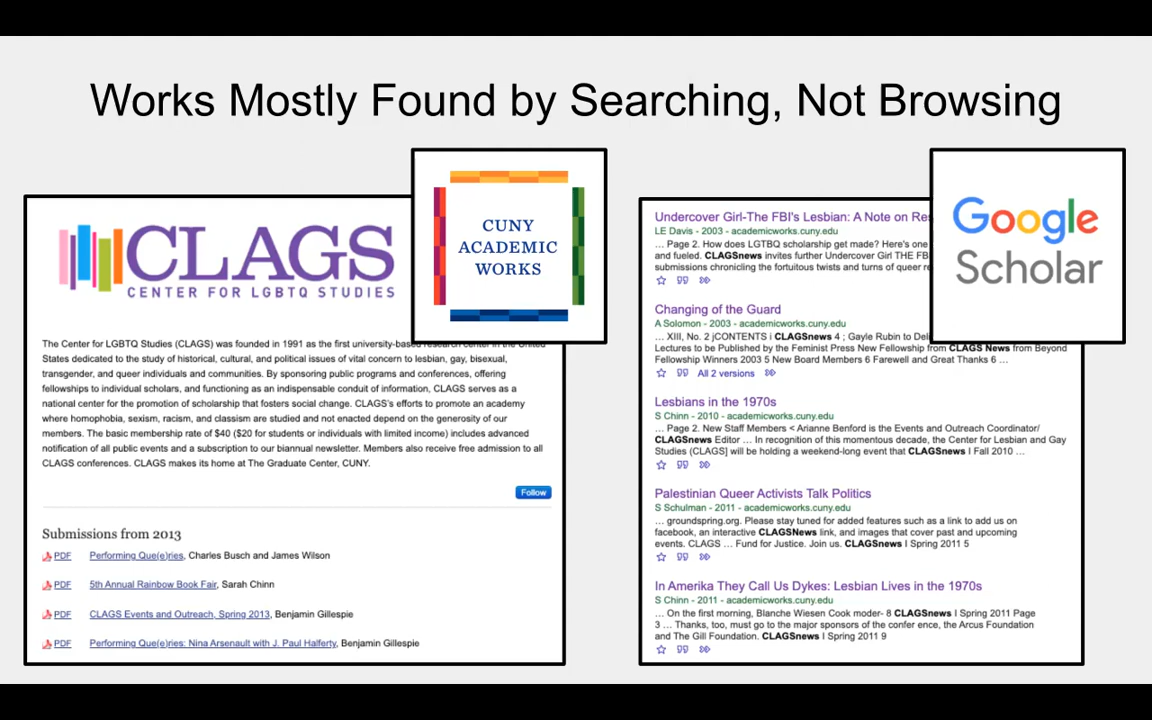 Works Mostly Found by Searching, Not Browsing
CLAGS
CENTER FOR LGBTQ STUDIES
CUNY
ACADEMIC
WORKS
The Center for LGBTQ Studies (CLAGS) was founded in 1991 as the first university-based research center in the United
States dedicated to the study of historical, cultural, and political issues of vital concern to lesbian, gay, bisexual,
transgender, and queer individuals and communities. By sponsoring public programs and conferences, offering
fellowships to individual scholars, and functioning as an indispensable conduit of information, CLAGS serves as a
national center for the promotion of scholarship that fosters social change. CLAGS's efforts to promote an academy
where homophobia, sexism, racism, and classism are studied and not enacted depend on the generosity of our
members. The basic membership rate of $40 ($20 for students or individuals with limited income) includes advanced
notification of all public events and a subscription to our biannual newsletter. Members also receive free admission to all
CLAGS conferences. CLAGS makes its home at The Graduate Center, CUNY.
Follow
Submissions from 2013
PDF Performing Que(e)ries, Charles Busch and James Wilson
PDF 5th Annual Rainbow Book Fair, Sarah Chinn
PDF CLAGS Events and Outreach, Spring 2013, Benjamin Gillespie
PDF Performing Que(e)ries: Nina Arsenault with J. Paul Halferty, Benjamin Gillespie
Google
Scholar
Undercover Girl-The FBI's Lesbian: A Note on
LE Davis - 2003 - academicworks.cuny.edu
... Page 2. How does LGTBQ scholarship get made? Here's one
and fueled. CLAGSnews invites further Undercover Girl THE
submissions chronicling the fortuitous twists and turns of queer
Changing of the Guard
A Solomon - 2003 - academicworks.cuny.edu
... XIII, No. 2 jCONTENTS i CLAGSnews 4 ; Gayle Rubin to
Lectures to be Published by the Feminist Press New Fellowship from CLAGS News from Beyond
Fellowship Winners 2003 5 New Board Members 6 Farewell and Great Thanks 6 ...
All 2 versions
Lesbians in the 1970s
S Chinn - 2010 - academicworks.cuny.edu
... Page 2. New Staff Members < Arianne Benford is the Events and Outreach Coordinator/
CLAGSnews Editor ... In recognition of this momentous decade, the Center for Lesbian and Gay
Studies (CLAGS] will be holding a weekend-long event that CLAGSnews I Fall 2010 ...
Palestinian Queer Activists Talk Politics
S Schulman - 2011 - academicworks.cuny.edu
... groundspring.org. Please stay tuned for added features such as a link to add us on
facebook, an interactive CLAGSNews link, and images that cover past and upcoming
events. CLAGS ... Fund for Justice. Join us. CLAGSnews I Spring 2011 5
In Amerika They Call Us Dykes: Lesbian Lives in the 1970s
S Chinn - 2011 - academicworks.cuny.edu
... On the first morning, Blanche Wiesen Cook moder- 8 CLAGSnews I Spring 2011 Page
3 ... Thanks, too, must go to the major sponsors of the confer ence, the Arcus Foundation
and The Gill Foundation. CLAGSnews I Spring 2011 9